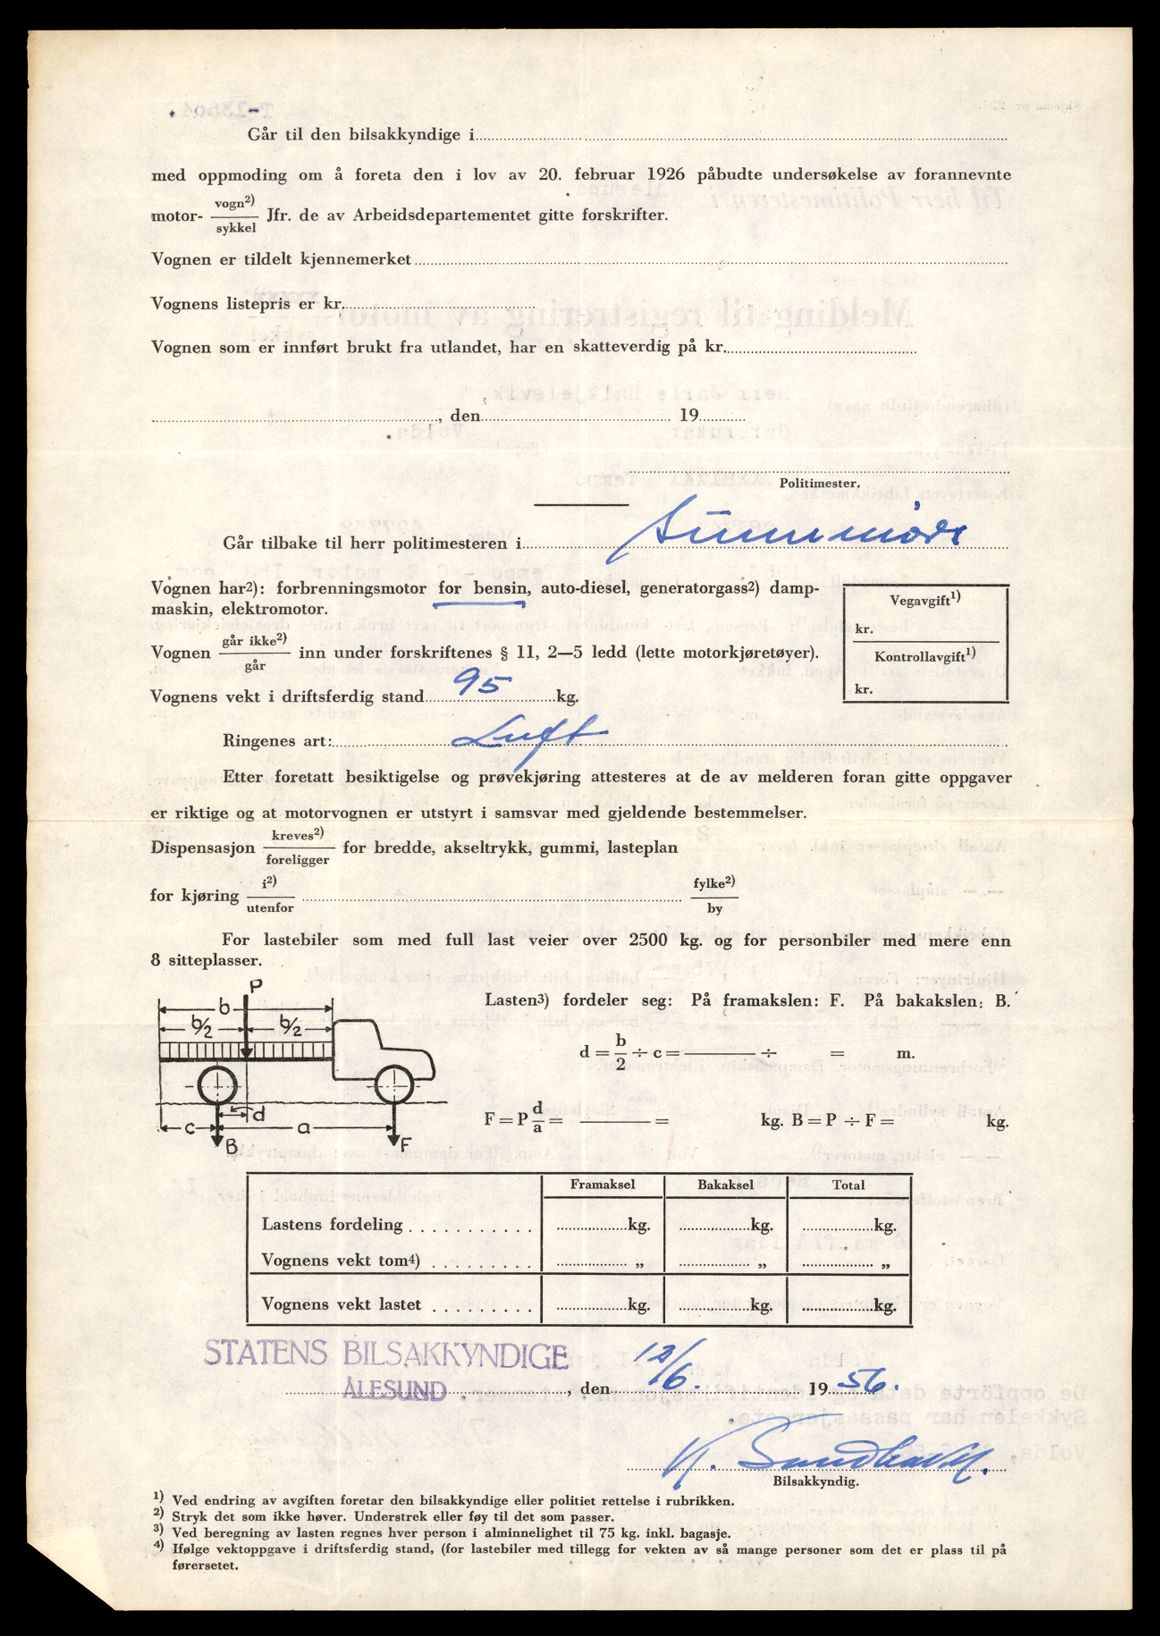 Går til den bilsakkyndige i
med oppmoding om å foreta den i lov av 20. februar 1926 påbudte undersøkelse av forannevnte
motor- vogn2) / sykkel Jfr. de av Arbeidsdepartementet gitte forskrifter.
Vognen er tildelt kjennemerket
Vognens listepris er kr.
Vognen som er innført brukt fra utlandet, har en skatteverdig på kr.
, den 19
Politimester.
Går tilbake til herr politimesteren i Sunnmøre
Vognen har2): forbrenningsmotor for bensin, auto-diesel, generatorgass2) damp-
maskin, elektromotor.
Vegavgift1)
kr.
Kontrollavgift1)
kr.
Vognen går ikke2) / går inn under forskriftenes § 11, 2—5 ledd (lette motorkjøretøyer).
Vognens vekt i driftsferdig stand 95 kg.
Ringenes art: Luft
Etter foretatt besiktigelse og prøvekjøring attesteres at de av melderen foran gitte oppgaver
er riktige og at motorvognen er utstyrt i samsvar med gjeldende bestemmelser.
Dispensasjon kreves2) / foreligger for bredde, akseltrykk, gummi, lasteplan
for kjøring i2) / utenfor fylke2) / by
For lastebiler som med full last veier over 2500 kg. og for personbiler med mere enn
8 sitteplasser.
P
b
b/2 b/2
d
c a
B F
Lasten3) fordeler seg: På framakslen: F. På bakakslen: B.
d = b/2 ÷ c = ——— ÷ = m.
F = P d/a = ——— = kg. B = P ÷ F = kg.
Framaksel Bakaksel Total
Lastens fordeling . . . . . . . . . . . kg. kg. kg.
Vognens vekt tom4) . . . . . . . . . „ „ „
Vognens vekt lastet . . . . . . . . . kg. kg. kg.
STATENS BILSAKKYNDIGE
ÅLESUND , den 12/6. 1956.
K. Sundhavn.
Bilsakkyndig.
1) Ved endring av avgiften foretar den bilsakkyndige eller politiet rettelse i rubrikken.
2) Stryk det som ikke høver. Understrek eller føy til det som passer.
3) Ved beregning av lasten regnes hver person i alminnelighet til 75 kg. inkl. bagasje.
4) Ifølge vektoppgave i driftsferdig stand, (for lastebiler med tillegg for vekten av så mange personer som det er plass til på
førersetet.